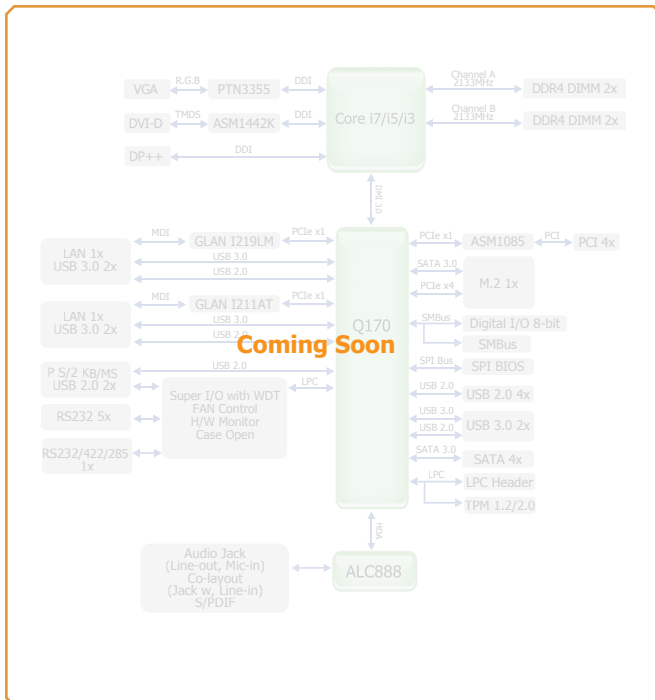 R.G.B
VGA
PTN3355
DDI
Core i7/i5/i3
Channel A
2133MHz
DDR4 DIMM 2x
TMDS
DVI-D
ASM1442K
DDI
Channel B
2133MHz
DDR4 DIMM 2x
DP++
DDI
DMI 3.0
LAN 1x
USB 3.0 2x
MDI
GLAN I219LM
PCIe x1
USB 3.0
USB 2.0
LAN 1x
USB 3.0 2x
MDI
GLAN I211AT
PCIe x1
USB 3.0
USB 2.0
Q170
Coming Soon
PCIe x1
ASM1085
PCI
PCI 4x
SATA 3.0
PCIe x4
M.2 1x
SMBus
Digital I/O 8-bit
SMBus
SPI Bus
SPI BIOS
USB 2.0
USB 2.0 4x
USB 3.0
USB 2.0
USB 3.0 2x
SATA 3.0
SATA 4x
LPC
LPC Header
TPM 1.2/2.0
P S/2 KB/MS
USB 2.0 2x
USB 2.0
LPC
Super I/O with WDT
FAN Control
H/W Monitor
Case Open
RS232 5x
RS232/422/285
1x
HDA
Audio Jack
(Line-out, Mic-in)
Co-layout
(Jack w, Line-in)
S/PDIF
ALC888